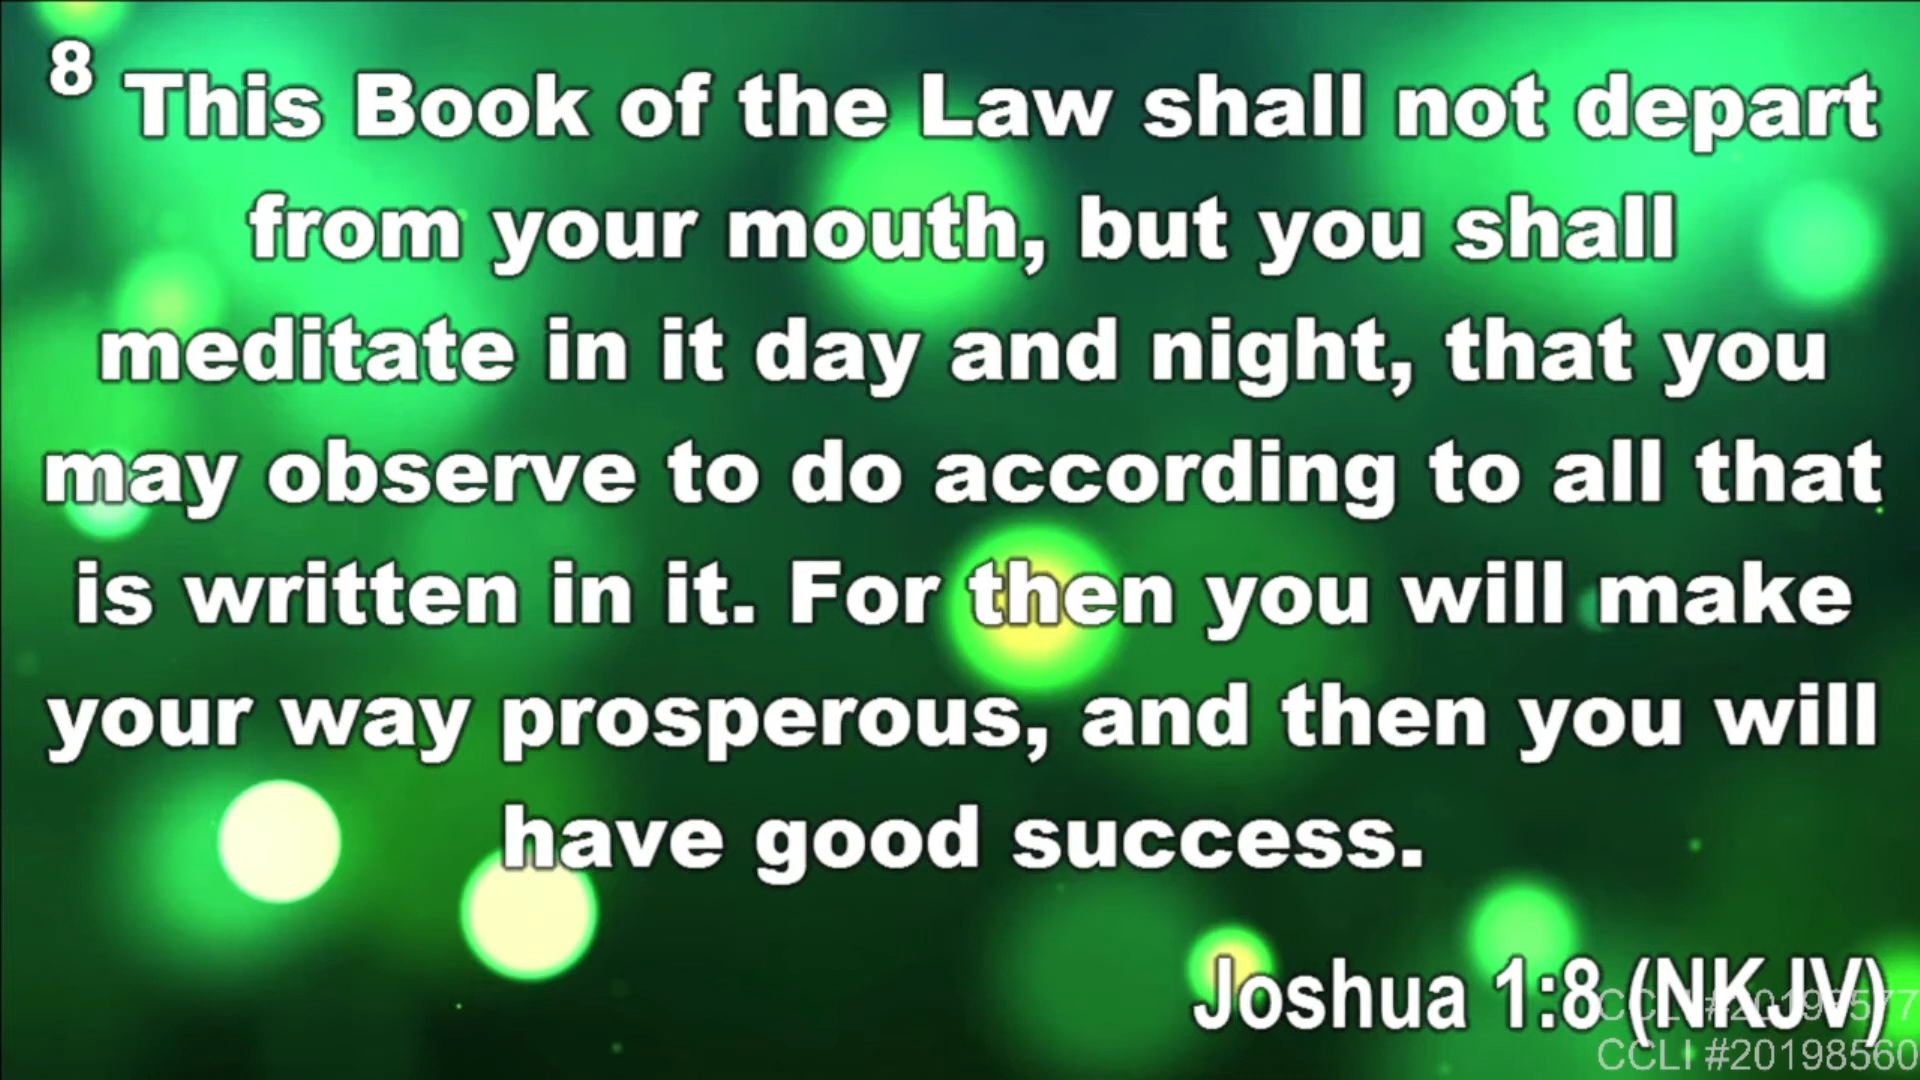 8 This Book of the Law shall not depart
from your mouth, but you shall
meditate in it day and night, that you
may observe to do according to all that
is written in it. For then you will make
your way prosperous, and then you will
have good success.
Joshua 1:8 (NKJV)
CCLI #20198560